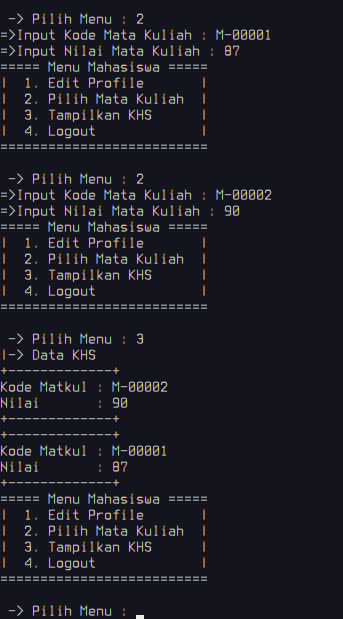 -> Pilih Menu : 2
=>Input Kode Mata Kuliah : M-00001
=>Input Nilai Mata Kuliah : 87
===== Menu Mahasiswa =====
|  1. Edit Profile       |
|  2. Pilih Mata Kuliah  |
|  3. Tampilkan KHS      |
|  4. Logout             |
==========================
-> Pilih Menu : 2
=>Input Kode Mata Kuliah : M-00002
=>Input Nilai Mata Kuliah : 90
===== Menu Mahasiswa =====
|  1. Edit Profile       |
|  2. Pilih Mata Kuliah  |
|  3. Tampilkan KHS      |
|  4. Logout             |
==========================
-> Pilih Menu : 3
|-> Data KHS
+-------------+
Kode Matkul : M-00002
Nilai       : 90
+-------------+
+-------------+
Kode Matkul : M-00001
Nilai       : 87
+-------------+
===== Menu Mahasiswa =====
|  1. Edit Profile       |
|  2. Pilih Mata Kuliah  |
|  3. Tampilkan KHS      |
|  4. Logout             |
==========================
-> Pilih Menu :